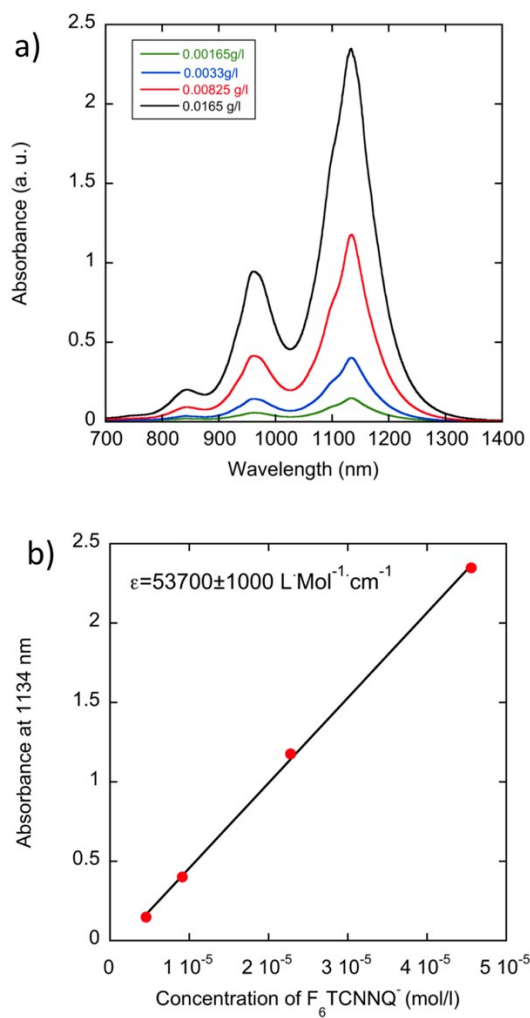 a)
0.00165g/l
0.0033g/l
0.00825 g/l
0.0165 g/l
Absorbance (a. u.)
2.5
2
1.5
1
0.5
0
700 800 900 1000 1100 1200 1300 1400
Wavelength (nm)
b)
ε=53700±1000 L·Mol⁻¹·cm⁻¹
Absorbance at 1134 nm
2.5
2
1.5
1
0.5
0
0 1 10⁻⁵ 2 10⁻⁵ 3 10⁻⁵ 4 10⁻⁵ 5 10⁻⁵
Concentration of F₆TCNNQ⁻ (mol/l)